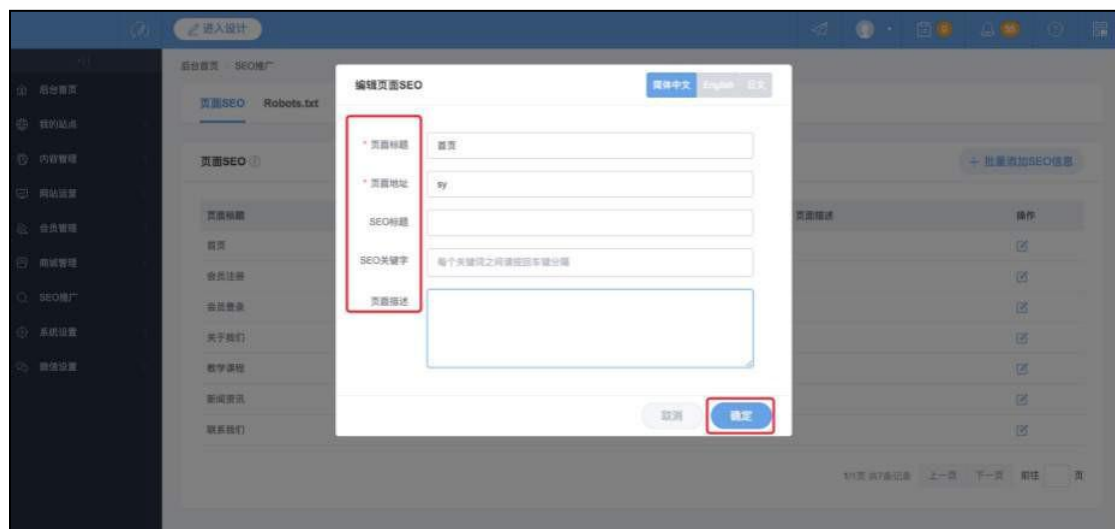 进入设计
后台首页 SEO推广
后台首页
我的站点
内容管理
网站运营
会员管理
商城管理
SEO推广
系统设置
微信设置
页面SEO Robots.txt
页面SEO
+ 批量添加SEO信息
页面标题 页面描述 操作
首页
会员注册
会员登录
关于我们
教学课程
新闻资讯
联系我们
1/1页 共7条记录 上一页 下一页 前往 页
编辑页面SEO 简体中文 English 日文
* 页面标题 首页
* 页面地址 sy
SEO标题
SEO关键字 每个关键词之间请按回车键分隔
页面描述
取消 确定